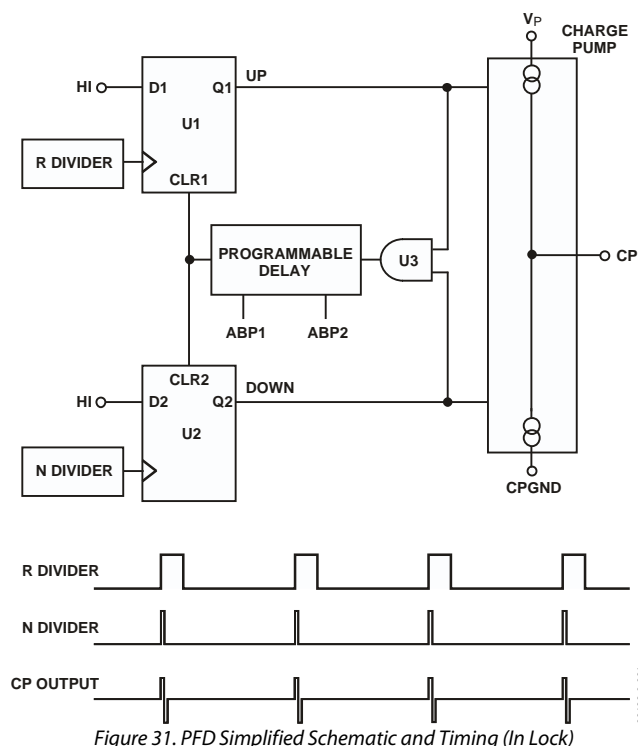 VP
CHARGE
PUMP
HI
D1
Q1
UP
U1
R DIVIDER
CLR1
PROGRAMMABLE
DELAY
U3
CP
ABP1
ABP2
CLR2
DOWN
HI
D2
Q2
U2
N DIVIDER
CPGND
R DIVIDER
N DIVIDER
CP OUTPUT
Figure 31. PFD Simplified Schematic and Timing (In Lock)